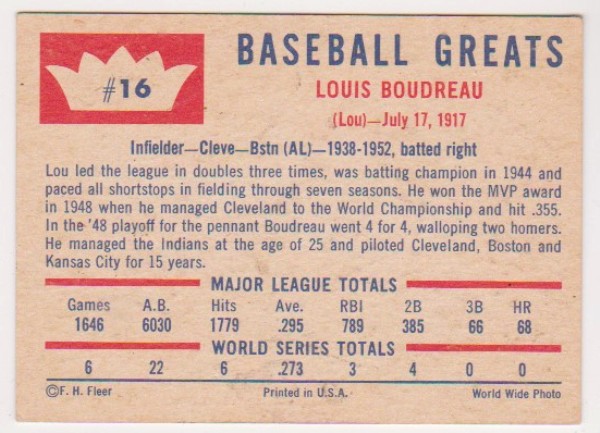 #16
BASEBALL GREATS
LOUIS BOUDREAU
(Lou)—July 17, 1917
Infielder—Cleve—Bstn (AL)—1938-1952, batted right
Lou led the league in doubles three times, was batting champion in 1944 and
paced all shortstops in fielding through seven seasons. He won the MVP award
in 1948 when he managed Cleveland to the World Championship and hit .355.
In the '48 playoff for the pennant Boudreau went 4 for 4, walloping two homers.
He managed the Indians at the age of 25 and piloted Cleveland, Boston and
Kansas City for 15 years.
MAJOR LEAGUE TOTALS
Games A.B. Hits Ave. RBI 2B 3B HR
1646 6030 1779 .295 789 385 66 68
WORLD SERIES TOTALS
6 22 6 .273 3 4 0 0
©F. H. Fleer Printed in U.S.A. World Wide Photo